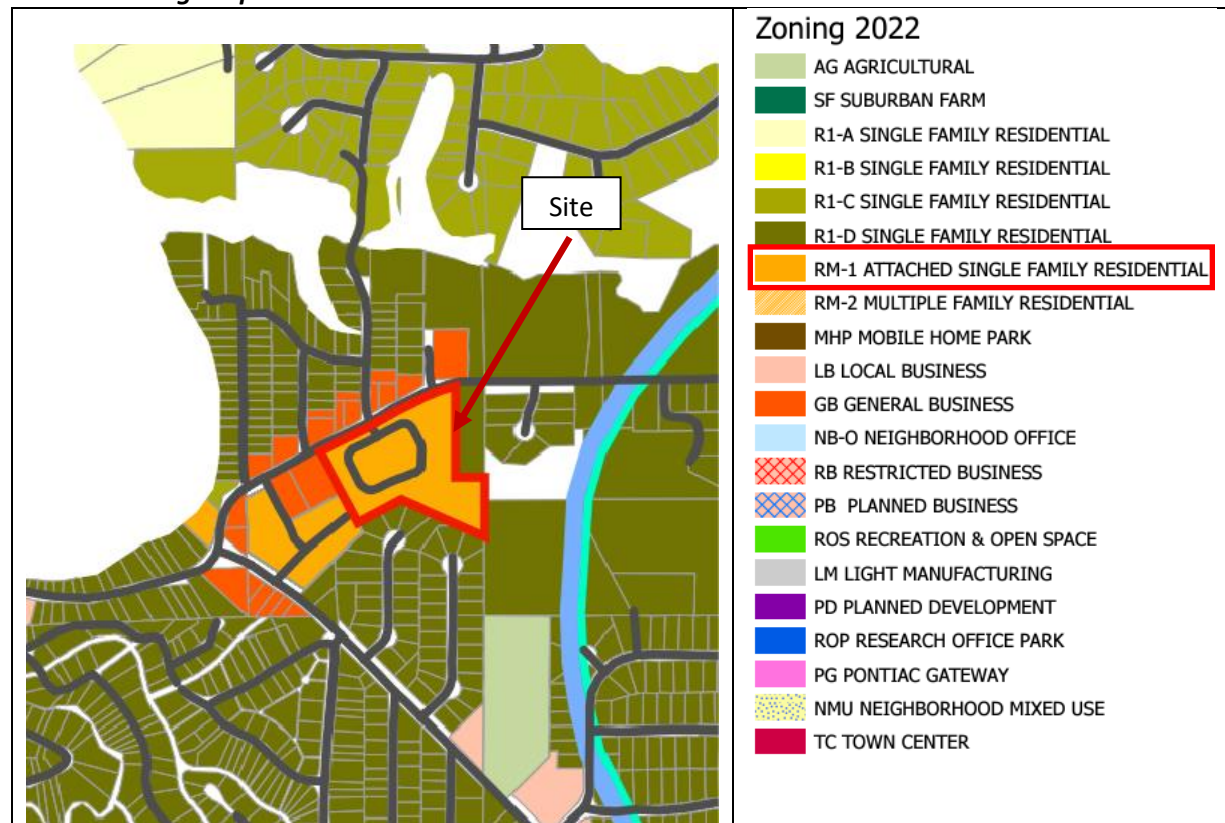 Site
Zoning 2022
AG AGRICULTURAL
SF SUBURBAN FARM
R1-A SINGLE FAMILY RESIDENTIAL
R1-B SINGLE FAMILY RESIDENTIAL
R1-C SINGLE FAMILY RESIDENTIAL
R1-D SINGLE FAMILY RESIDENTIAL
RM-1 ATTACHED SINGLE FAMILY RESIDENTIAL
RM-2 MULTIPLE FAMILY RESIDENTIAL
MHP MOBILE HOME PARK
LB LOCAL BUSINESS
GB GENERAL BUSINESS
NB-O NEIGHBORHOOD OFFICE
RB RESTRICTED BUSINESS
PB PLANNED BUSINESS
ROS RECREATION & OPEN SPACE
LM LIGHT MANUFACTURING
PD PLANNED DEVELOPMENT
ROP RESEARCH OFFICE PARK
PG PONTIAC GATEWAY
NMU NEIGHBORHOOD MIXED USE
TC TOWN CENTER